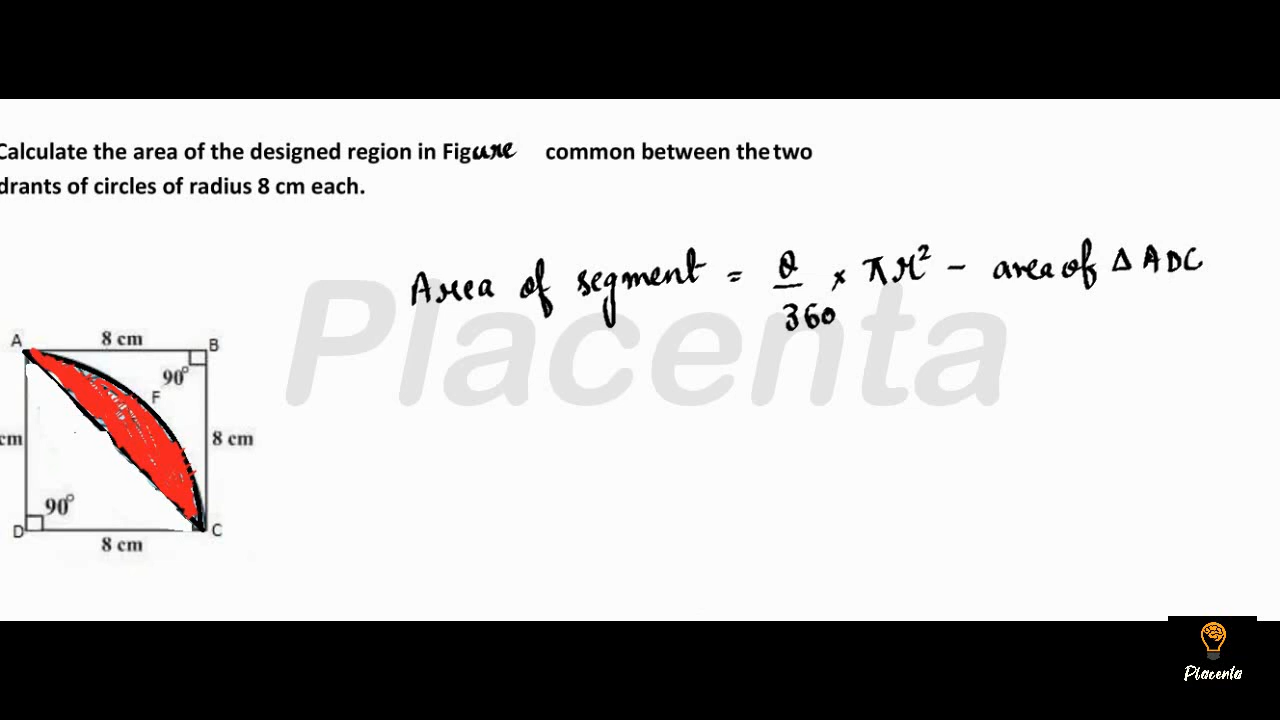 Calculate the area of the designed region in Figure common between the two
drants of circles of radius 8 cm each.
Area of segment = θ/360 × πr² - area of Δ ADC
Placenta
A 8 cm B
90°
F
cm 8 cm
90°
D C
8 cm
Placenta